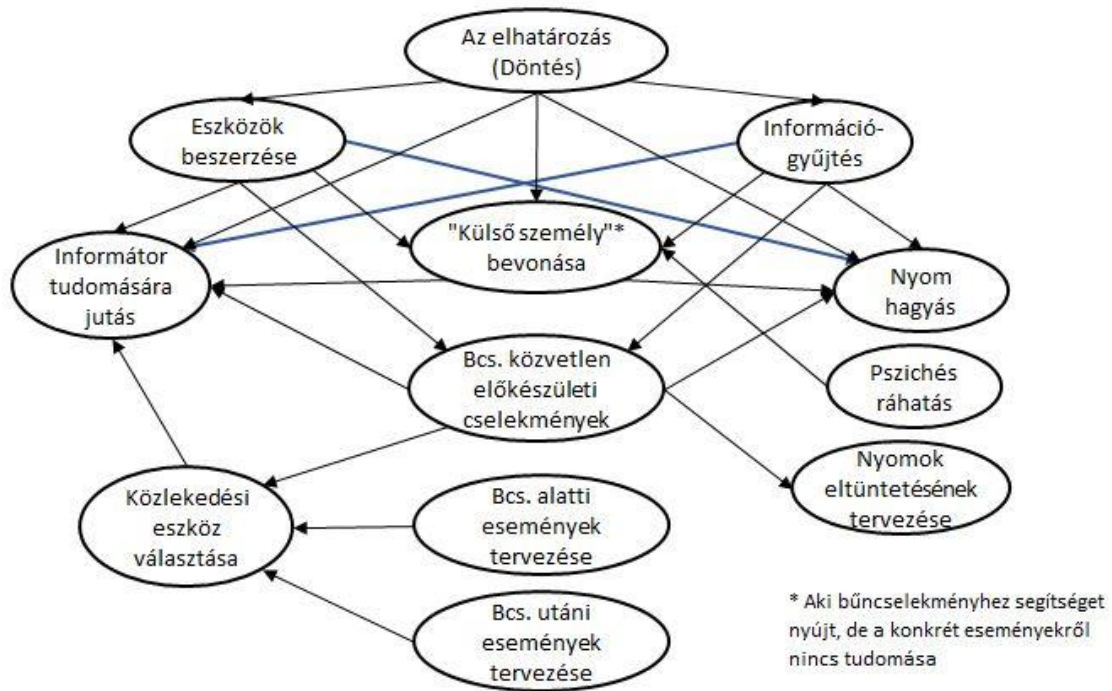 Az elhatározás
(Döntés)
Eszközök
beszerzése
Információ-
gyűjtés
"Külső személy"*
bevonása
Informátor
tudomására
jutás
Nyom
hagyás
Bcs. közvetlen
előkészületi
cselekmények
Pszichés
ráhatás
Nyomok
eltüntetésének
tervezése
Közlekedési
eszköz
választása
Bcs. alatti
események
tervezése
Bcs. utáni
események
tervezése
* Aki bűncselekményhez segítséget
nyújt, de a konkrét eseményekről
nincs tudomása